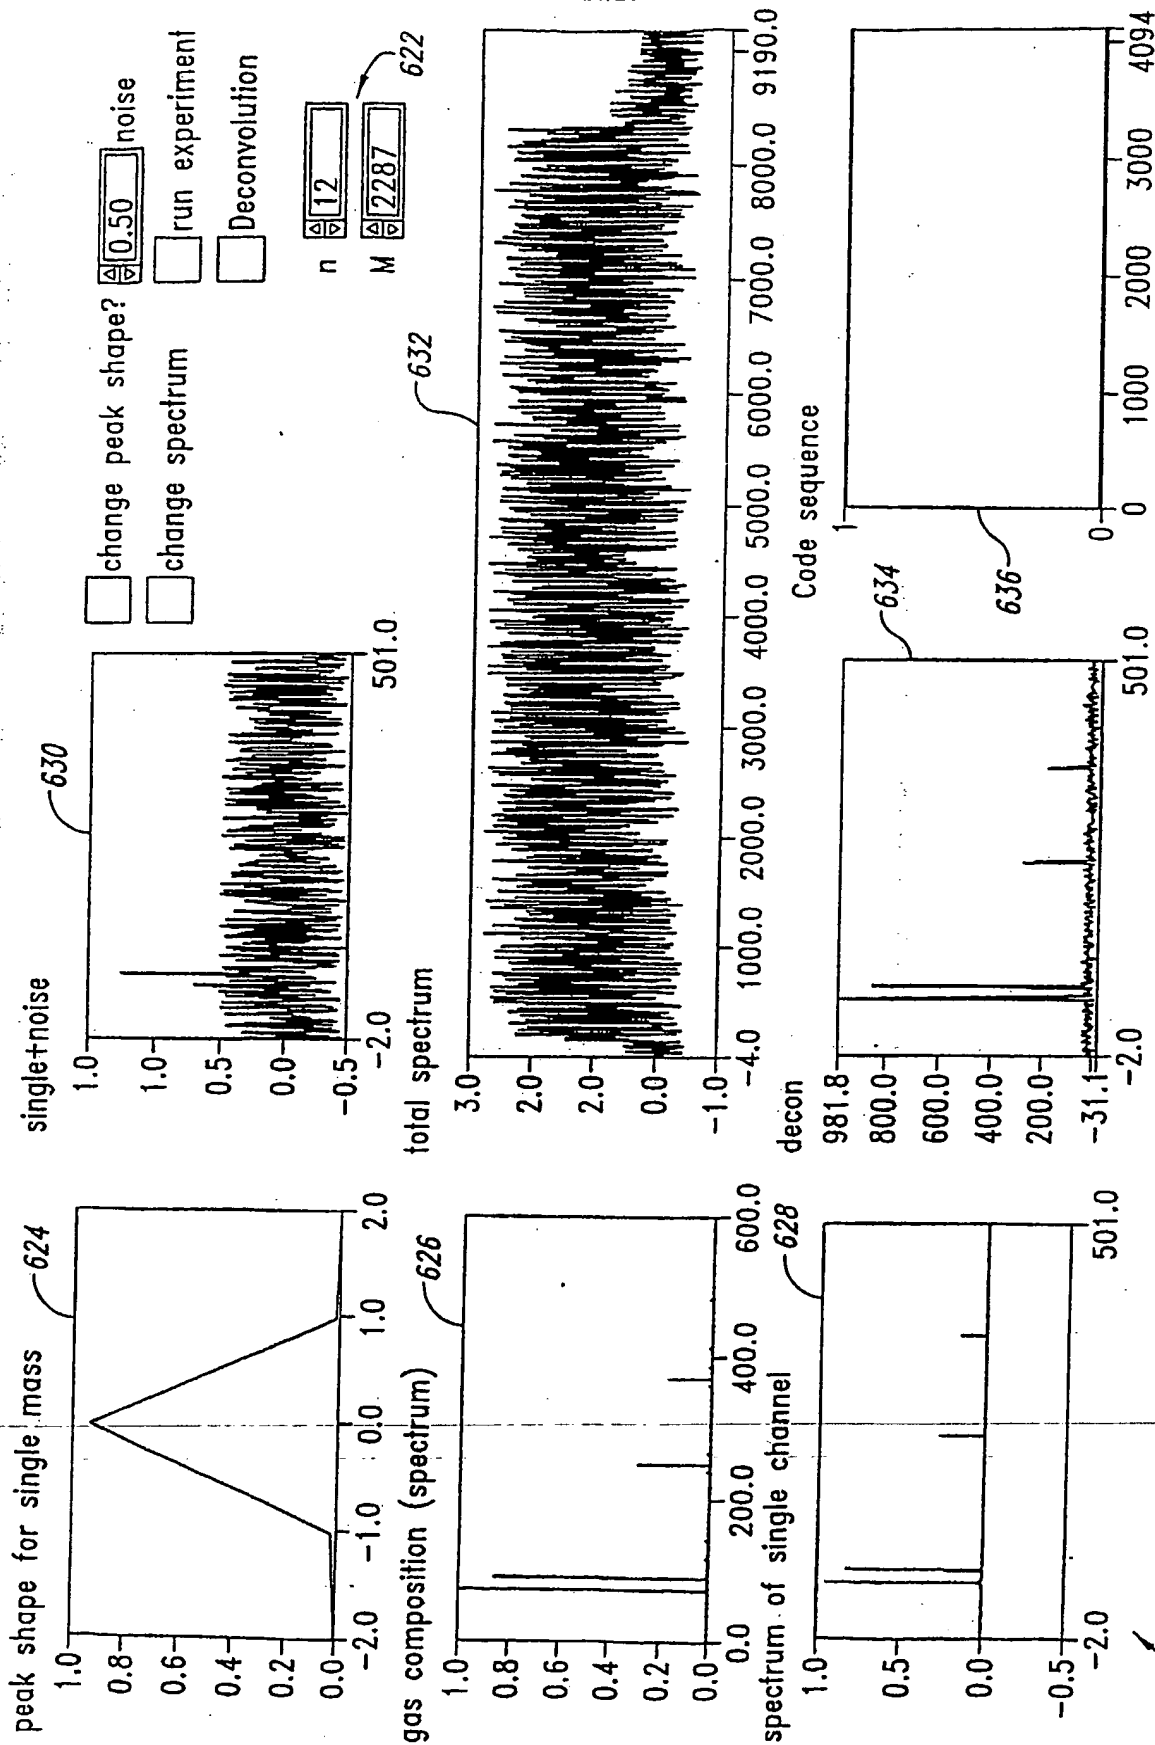 peak shape for single mass
624
1.0
0.8
0.6
0.4
0.2
0.0
-2.0 -1.0 0.0 1.0 2.0
single+noise
630
1.0
1.0
0.5
0.0
-0.5
-2.0 501.0
change peak shape?
0.50 noise
change spectrum
run experiment
Deconvolution
n 12
M 2287
622
gas composition (spectrum)
626
1.0
0.8
0.6
0.4
0.2
0.0
0.0 200.0 400.0 600.0
total spectrum
632
3.0
2.0
2.0
0.0
-1.0
-4.0 1000.0 2000.0 3000.0 4000.0 5000.0 6000.0 7000.0 8000.0 9190.0
spectrum of single channel
628
1.0
0.5
0.0
-0.5
-2.0 501.0
decon
634
981.8
800.0
600.0
400.0
200.0
-31.1
-2.0 501.0
Code sequence
636
1
0
0 1000 2000 3000 4094